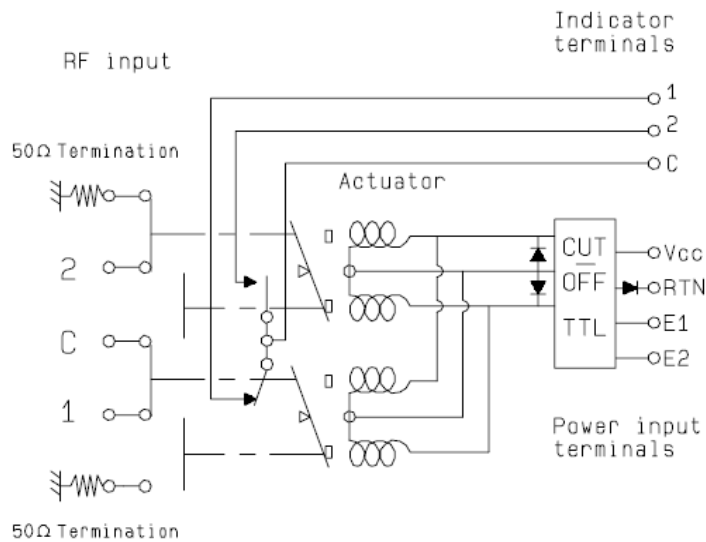 Indicator
terminals
RF input
1
2
C
50Ω Termination
Actuator
2
C
1
CUT
OFF
TTL
Vcc
RTN
E1
E2
Power input
terminals
50Ω Termination